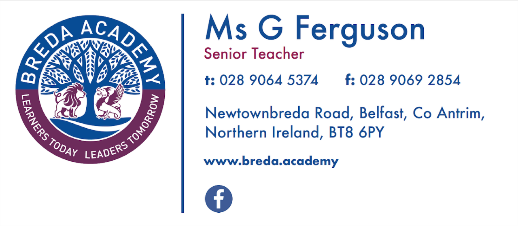 BREDA ACADEMY
LEARNERS TODAY LEADERS TOMORROW
Ms G Ferguson
Senior Teacher
t: 028 9064 5374 f: 028 9069 2854
Newtownbreda Road, Belfast, Co Antrim,
Northern Ireland, BT8 6PY
www.breda.academy